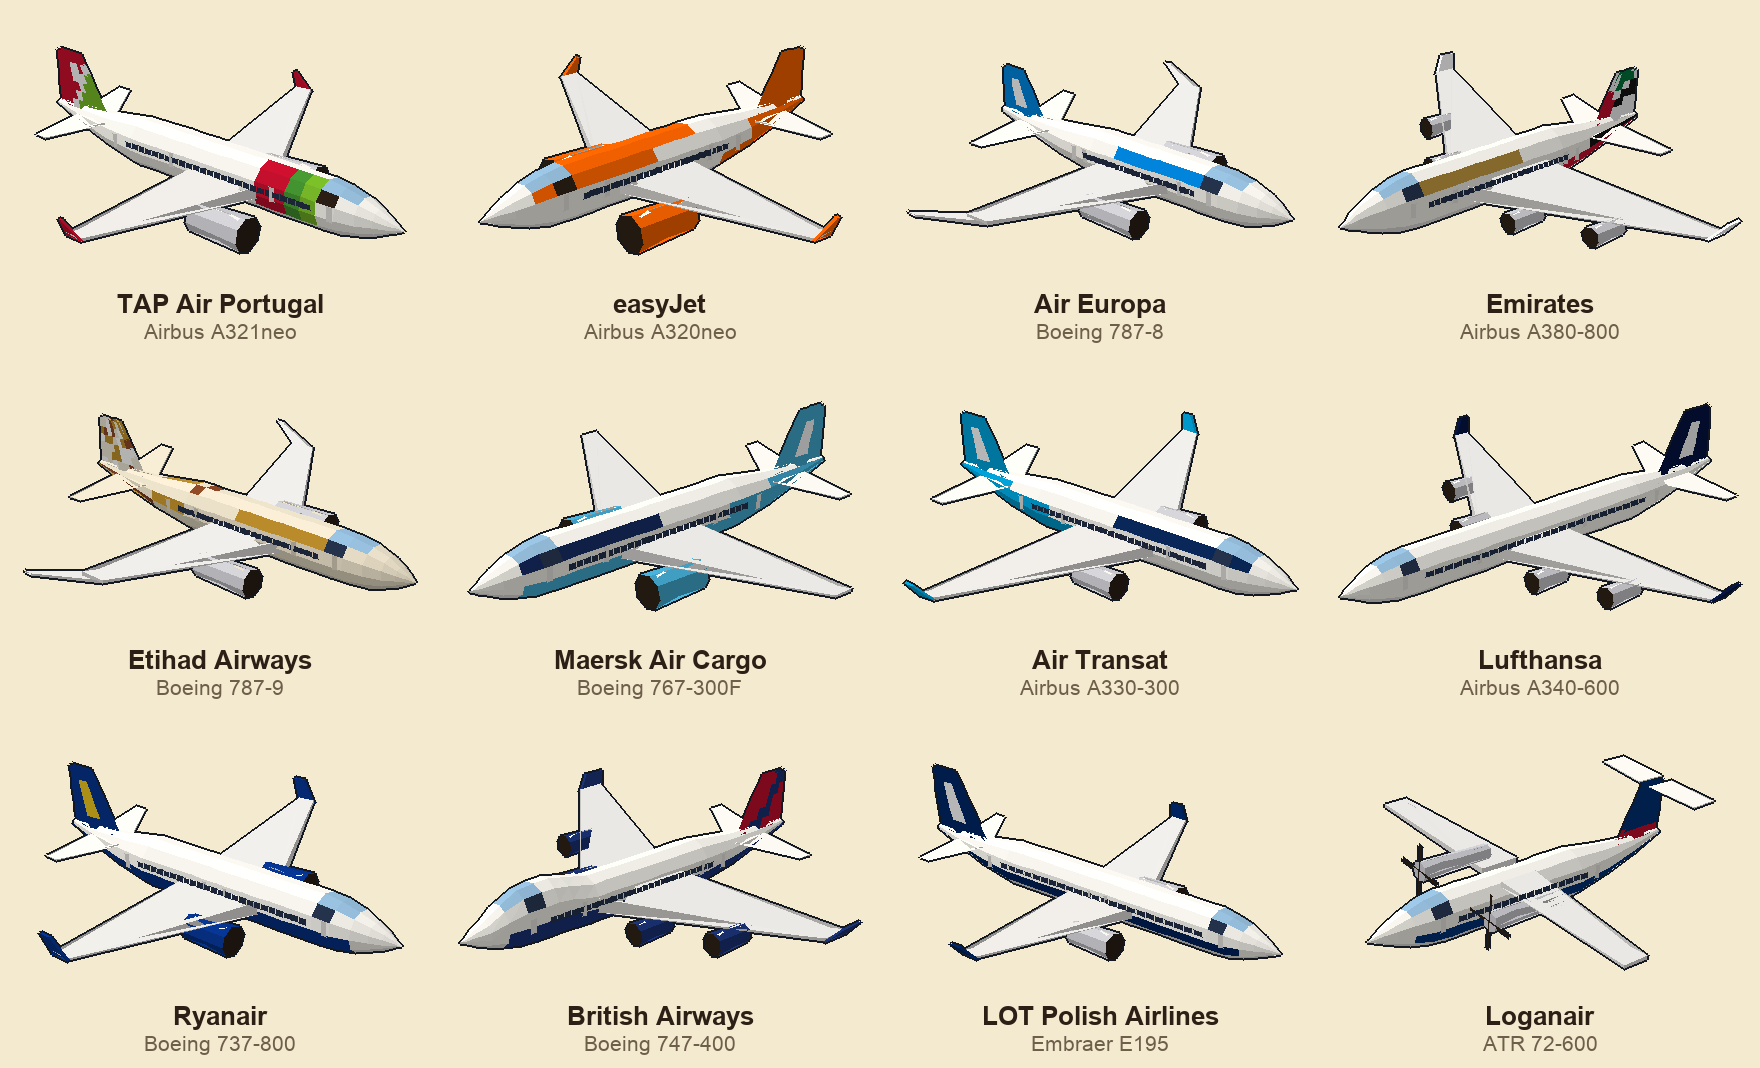 TAP Air Portugal
Airbus A321neo
easyJet
Airbus A320neo
Air Europa
Boeing 787-8
Emirates
Airbus A380-800
Etihad Airways
Boeing 787-9
Maersk Air Cargo
Boeing 767-300F
Air Transat
Airbus A330-300
Lufthansa
Airbus A340-600
Ryanair
Boeing 737-800
British Airways
Boeing 747-400
LOT Polish Airlines
Embraer E195
Loganair
ATR 72-600